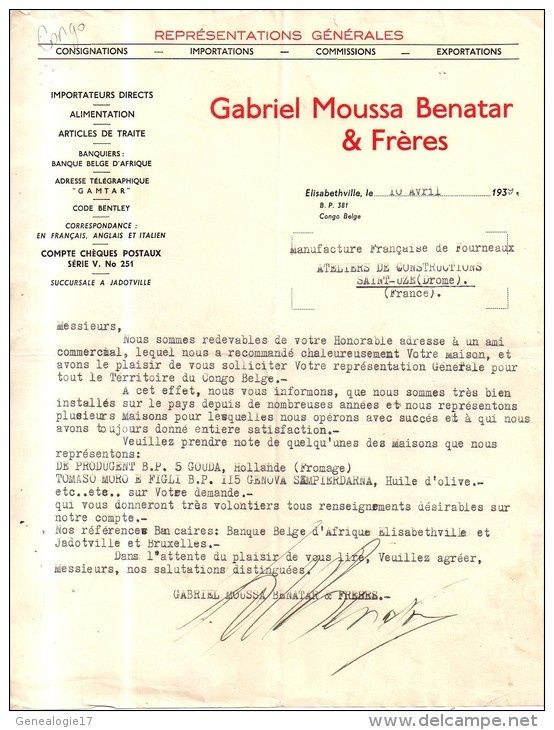 Congo
REPRÉSENTATIONS GÉNÉRALES
CONSIGNATIONS — IMPORTATIONS — COMMISSIONS — EXPORTATIONS
IMPORTATEURS DIRECTS
ALIMENTATION
ARTICLES DE TRAITE
BANQUIERS :
BANQUE BELGE D'AFRIQUE
ADRESSE TÉLÉGRAPHIQUE
"GAMTAR"
CODE BENTLEY
CORRESPONDANCE :
EN FRANÇAIS, ANGLAIS ET ITALIEN
COMPTE CHÈQUES POSTAUX
SÉRIE V. No 251
SUCCURSALE A JADOTVILLE
Gabriel Moussa Benatar
& Frères
Elisabethville, le 10 Avril 1939.
B. P. 381
Congo Belge
Manufacture Française de Fourneaux
ATELIERS DE CONSTRUCTIONS
SAINT-UZE(Drome).
(France).
Messieurs,
Nous sommes redevables de votre Honorable adresse à un ami
commercial, lequel nous a recommandé chaleureusement Votre Maison, et
avons le plaisir de vous solliciter Votre représentation Générale pour
tout le Territoire du Congo Belge.-
A cet effet, nous vous informons, que nous sommes très bien
installés sur le pays depuis de nombreuses années et nous représentons
plusieurs Maisons pour lesquelles nous opérons avec succés et à qui nous
avons toujours donné entiere satisfaction.-
Veuillez prendre note de quelqu'unes des Maisons que nous
représentons:
DE PRODUCENT B.P. 5 GOUDA, Hollande (Fromage)
TOMASO MORO E FIGLI B.P. 115 GENOVA SAMPIERDARNA, Huile d'olive.-
etc..etc.. sur Votre demande.-
qui vous donneront très volontiers tous renseignements désirables sur
notre compte.-
Nos références Bancaires: Banque Belge d'Afrique Elisabethville et
Jadotville et Bruxelles.-
Dans l'attente du plaisir de vous lire, Veuillez agréer,
Messieurs, nos salutations distinguées.
GABRIEL MOUSSA BENATAR & FRERES.-
Benatar
Genealogie17
delcampe.net